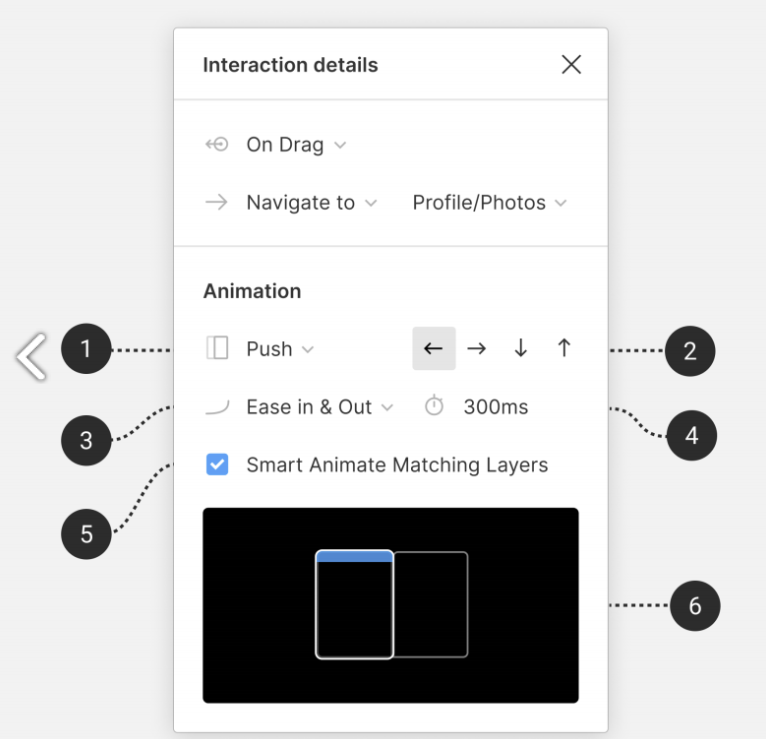 Interaction details
On Drag
Navigate to Profile/Photos
Animation
1 Push 2
3 Ease in & Out 300ms 4
5 Smart Animate Matching Layers
6